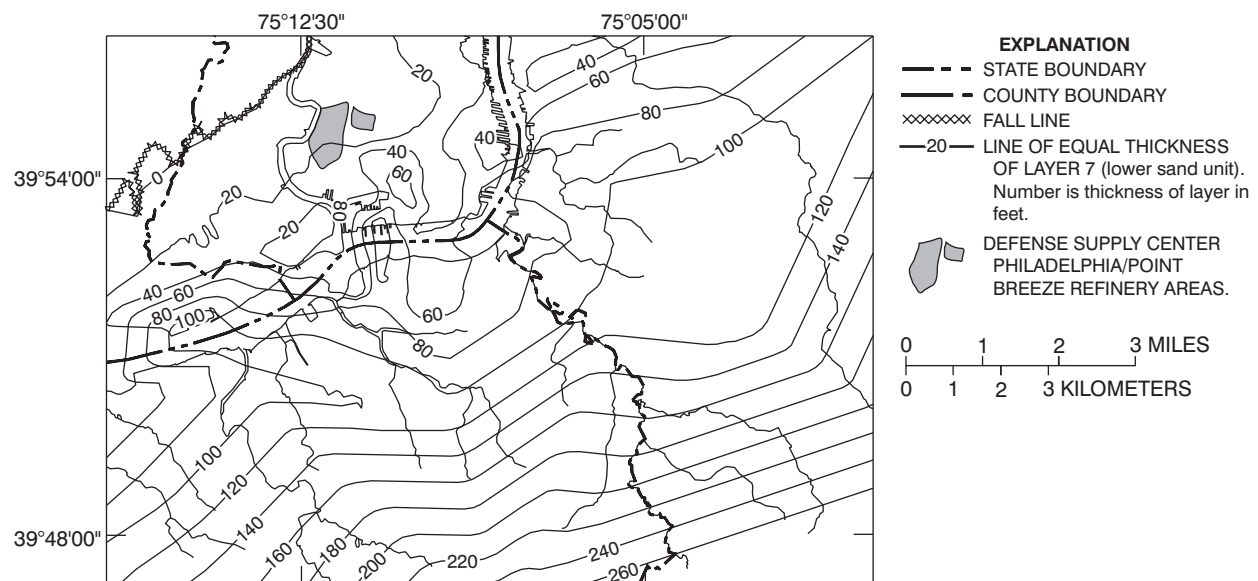 75°12'30"
75°05'00"
39°54'00"
39°48'00"
20
40
60
80
100
40
40
60
0
20
20
80
120
140
40
60
80
100
60
80
100
120
140
160
180
200
220
240
260
EXPLANATION
STATE BOUNDARY
COUNTY BOUNDARY
FALL LINE
20
LINE OF EQUAL THICKNESS
OF LAYER 7 (lower sand unit).
Number is thickness of layer in
feet.
DEFENSE SUPPLY CENTER
PHILADELPHIA/POINT
BREEZE REFINERY AREAS.
0 1 2 3 MILES
0 1 2 3 KILOMETERS